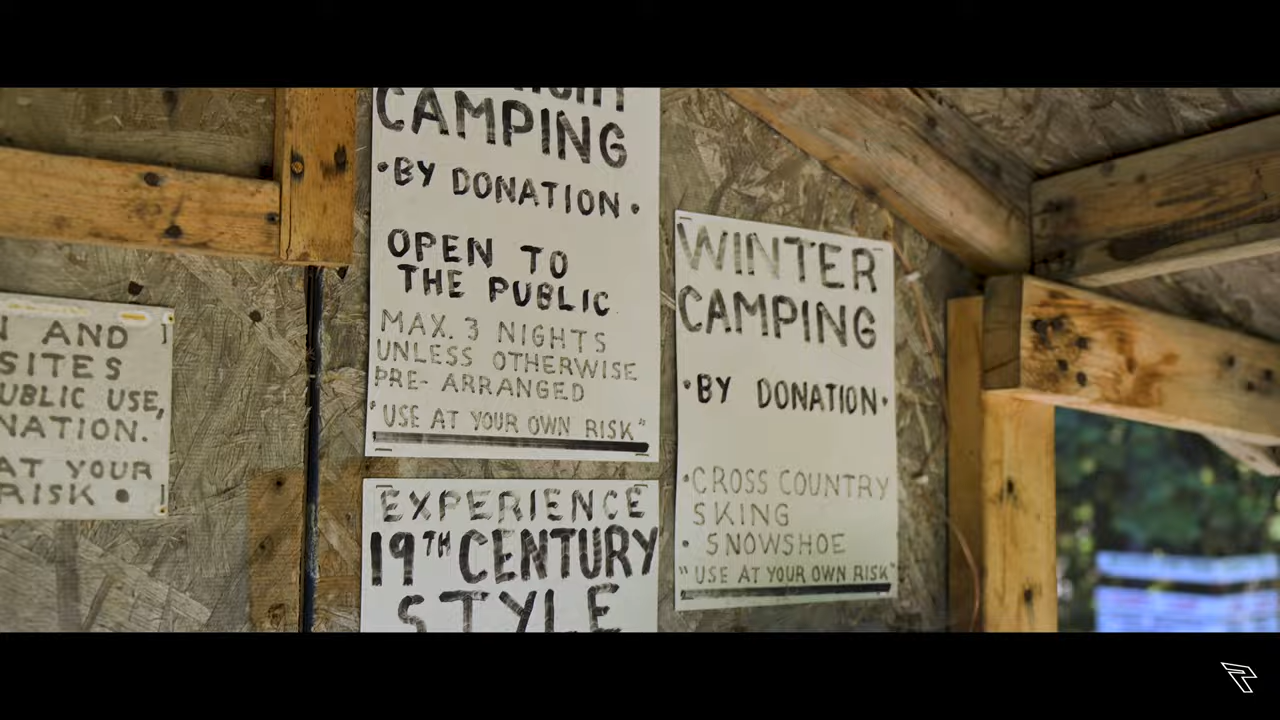 N AND
SITES
UBLIC USE,
NATION.
AT YOUR
RISK •
CAMPING
• BY DONATION •
OPEN TO
THE PUBLIC
MAX. 3 NIGHTS
UNLESS OTHERWISE
PRE- ARRANGED
"USE AT YOUR OWN RISK"
EXPERIENCE
19TH CENTURY
STYLE
WINTER
CAMPING
• BY DONATION •
• CROSS COUNTRY
SKING
• SNOWSHOE
"USE AT YOUR OWN RISK"